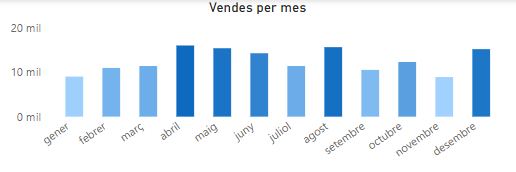 Vendes per mes
20 mil
10 mil
0 mil
gener
febrer
març
abril
maig
juny
juliol
agost
setembre
octubre
novembre
desembre